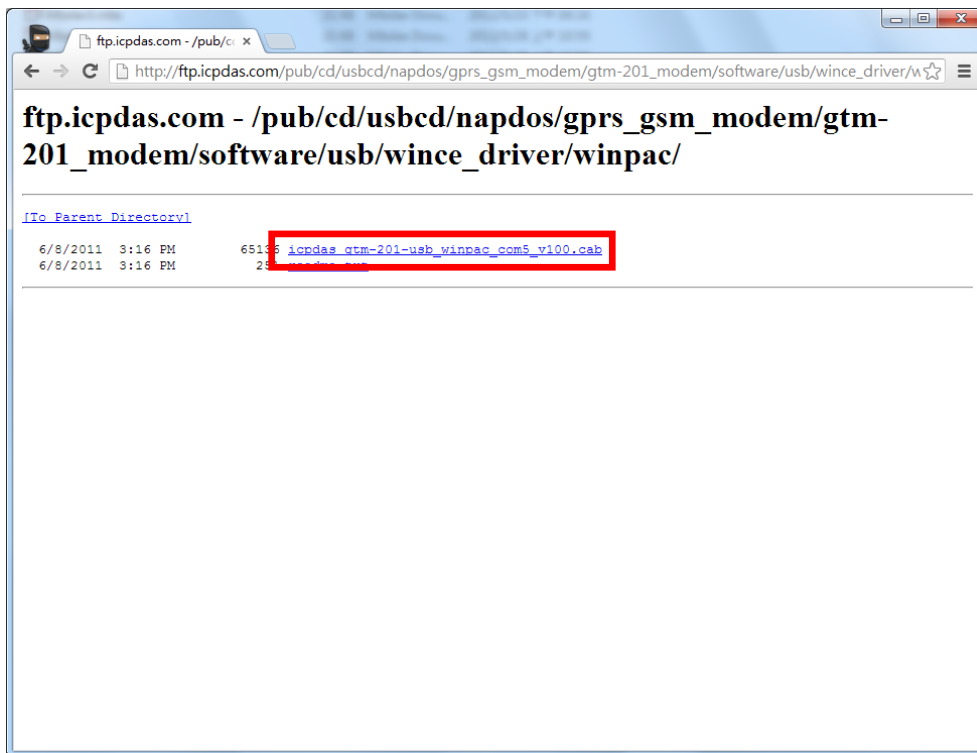 ftp.icpdas.com - /pub/c
http://ftp.icpdas.com/pub/cd/usbcd/napdos/gprs_gsm_modem/gtm-201_modem/software/usb/wince_driver/w
ftp.icpdas.com - /pub/cd/usbcd/napdos/gprs_gsm_modem/gtm-
201_modem/software/usb/wince_driver/winpac/
[To Parent Directory]
6/8/2011 3:16 PM 65136 icpdas_gtm-201-usb_winpac_com5_v100.cab
6/8/2011 3:16 PM